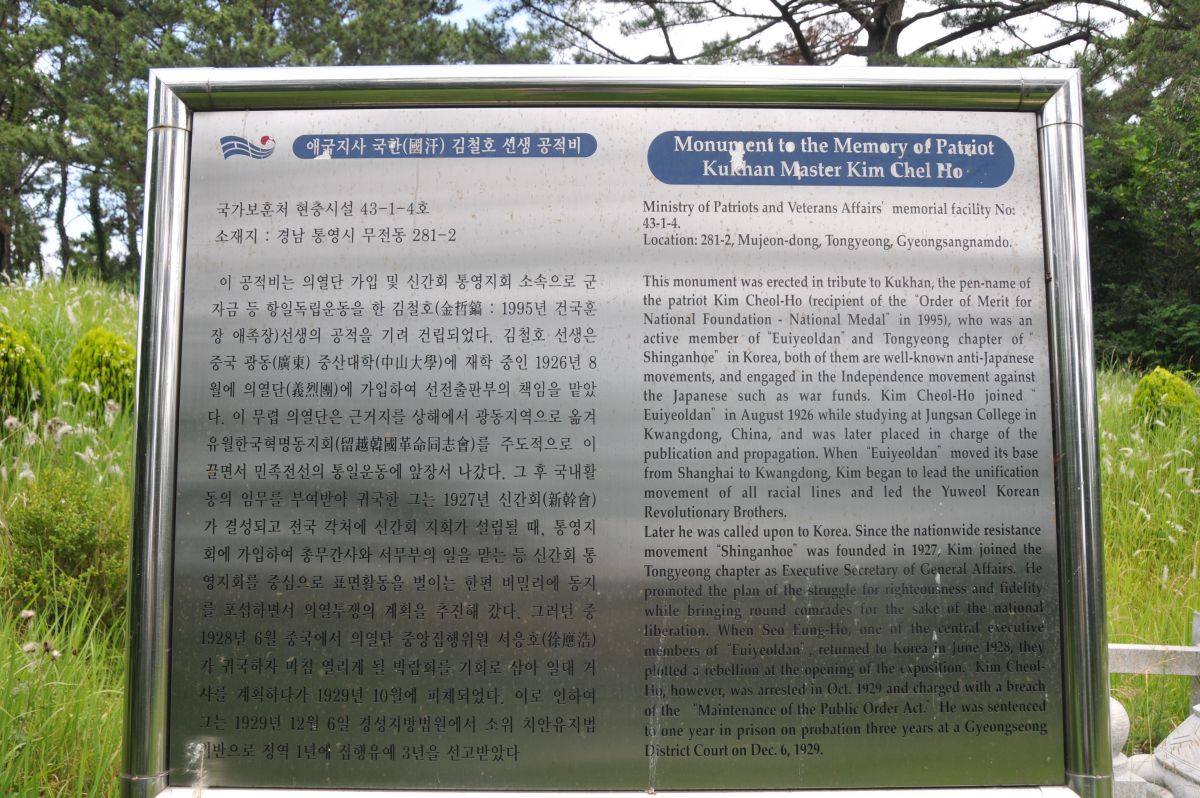 애국지사 국한(國汗) 김철호 선생 공적비
국가보훈처 현충시설 43-1-4호
소재지 : 경남 통영시 무전동 281-2
이 공적비는 의열단 가입 및 신간회 통영지회 소속으로 군
자금 등 항일독립운동을 한 김철호(金哲鎬 : 1995년 건국훈
장 애족장)선생의 공적을 기려 건립되었다. 김철호 선생은
중국 광동(廣東) 중산대학(中山大學)에 재학 중인 1926년 8
월에 의열단(義烈團)에 가입하여 선전출판부의 책임을 맡았
다. 이 무렵 의열단은 근거지를 상해에서 광동지역으로 옮겨
유월한국혁명동지회(留越韓國革命同志會)를 주도적으로 이
끌면서 민족전선의 통일운동에 앞장서 나갔다. 그 후 국내활
동의 임무를 부여받아 귀국한 그는 1927년 신간회(新幹會)
가 결성되고 전국 각처에 신간회 지회가 설립될 때, 통영지
회에 가입하여 총무간사와 서무부의 일을 맡는 등 신간회 통
영지회를 중심으로 표면활동을 벌이는 한편 비밀리에 동지
를 포섭하면서 의열투쟁의 계획을 추진해 갔다. 그러던 중
1928년 6월 중국에서 의열단 중앙집행위원 서응호(徐應浩)
가 귀국하자 마침 열리게 될 박람회를 기회로 삼아 일대 거
사를 계획하다가 1929년 10월에 피체되었다. 이로 인하여
그는 1929년 12월 6일 경성지방법원에서 소위 치안유지법
위반으로 징역 1년에 집행유예 3년을 선고받았다
Monument to the Memory of Patriot
Kukhan Master Kim Chel Ho
Ministry of Patriots and Veterans Affairs' memorial facility No:
43-1-4.
Location: 281-2, Mujeon-dong, Tongyeong, Gyeongsangnamdo.
This monument was erected in tribute to Kukhan, the pen-name of
the patriot Kim Cheol-Ho (recipient of the "Order of Merit for
National Foundation - National Medal" in 1995), who was an
active member of "Euiyeoldan" and Tongyeong chapter of "
Shinganhoe" in Korea, both of them are well-known anti-Japanese
movements, and engaged in the Independence movement against
the Japanese such as war funds. Kim Cheol-Ho joined "
Euiyeoldan" in August 1926 while studying at Jungsan College in
Kwangdong, China, and was later placed in charge of the
publication and propagation. When "Euiyeoldan" moved its base
from Shanghai to Kwangdong, Kim began to lead the unification
movement of all racial lines and led the Yuweol Korean
Revolutionary Brothers.
Later he was called upon to Korea. Since the nationwide resistance
movement "Shinganhoe" was founded in 1927, Kim joined the
Tongyeong chapter as Executive Secretary of General Affairs. He
promoted the plan of the struggle for righteousness and fidelity
while bringing round comrades for the sake of the national
liberation. When Seo Eung-Ho, one of the central executive
members of "Euiyeoldan", returned to Korea in June 1928, they
plotted a rebellion at the opening of the exposition. Kim Cheol-
Ho, however, was arrested in Oct. 1929 and charged with a breach
of the "Maintenance of the Public Order Act." He was sentenced
to one year in prison on probation three years at a Gyeongseong
District Court on Dec. 6, 1929.